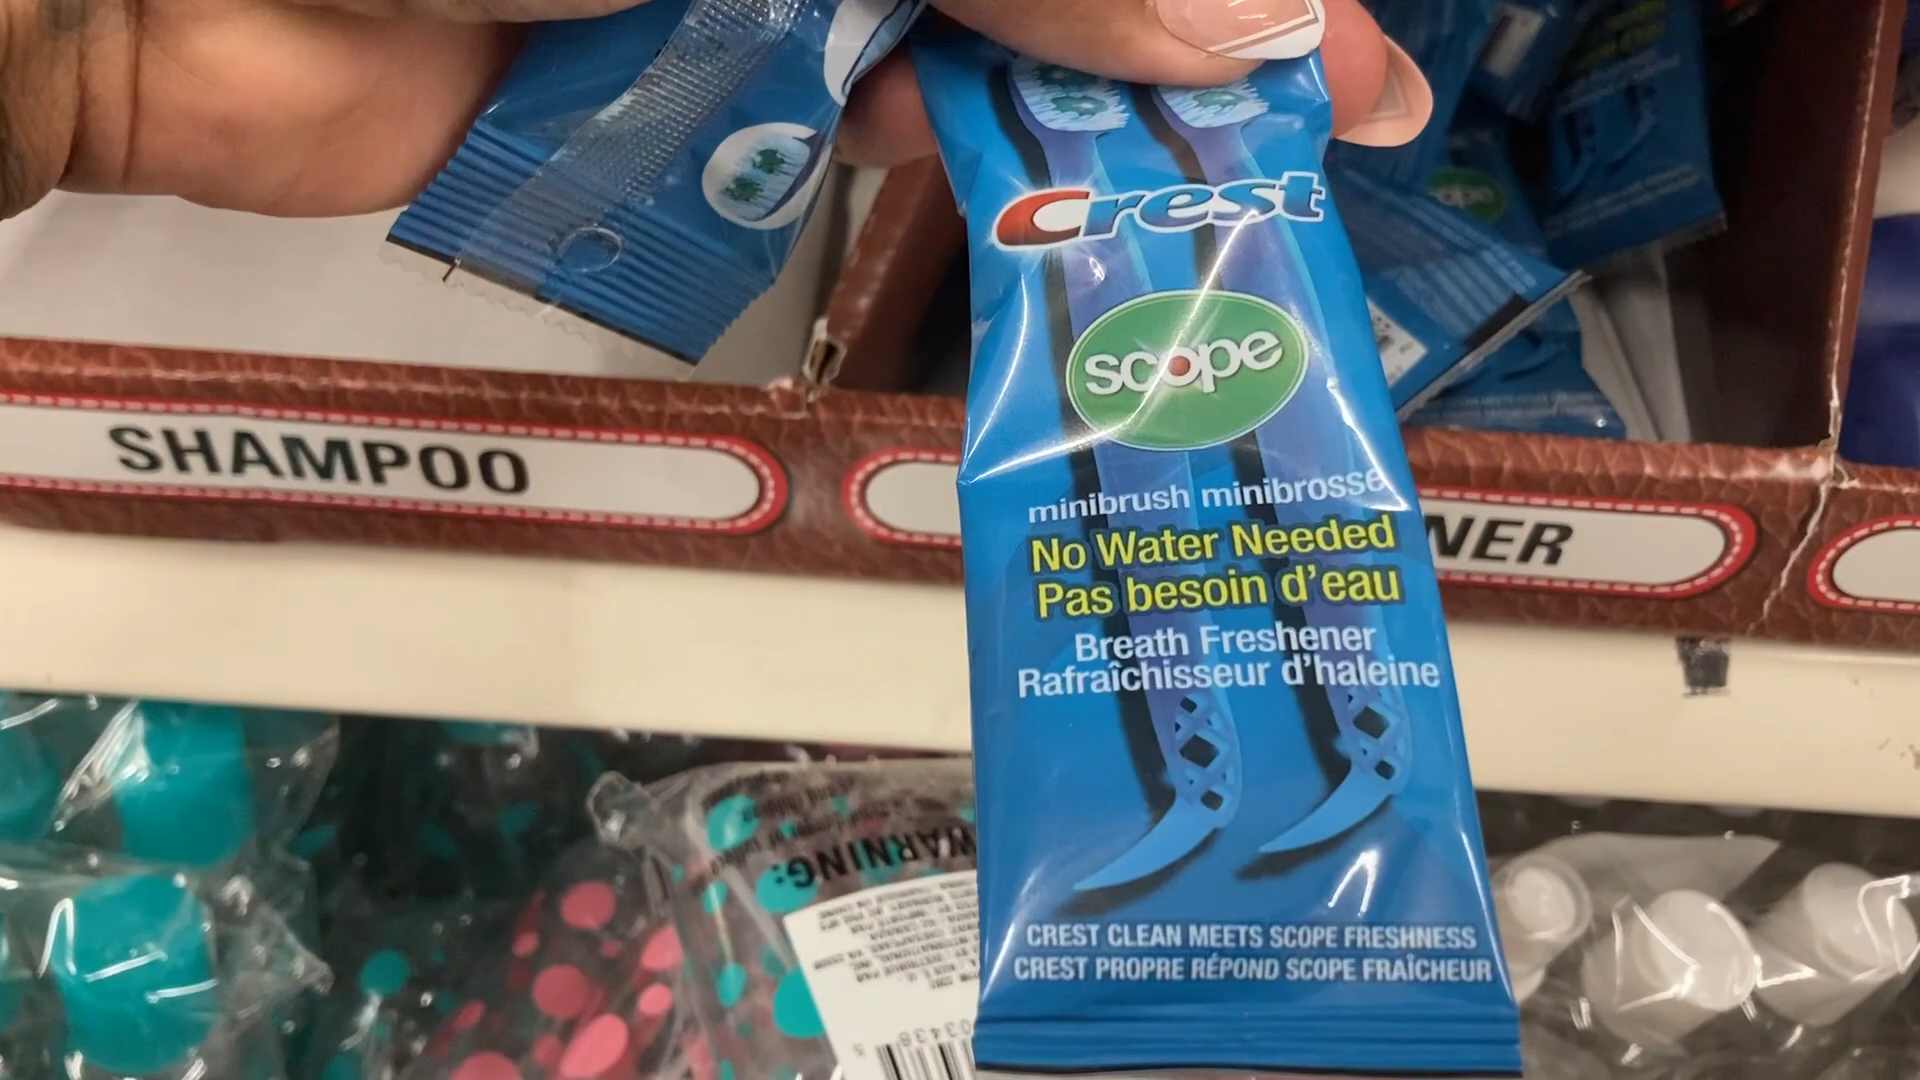 Crest
scope
minibrush minibrosse
No Water Needed
Pas besoin d'eau
Breath Freshener
Rafraîchisseur d'haleine
CREST CLEAN MEETS SCOPE FRESHNESS
CREST PROPRE RÉPOND SCOPE FRAÎCHEUR
SHAMPOO
NER
scope
WARNING: